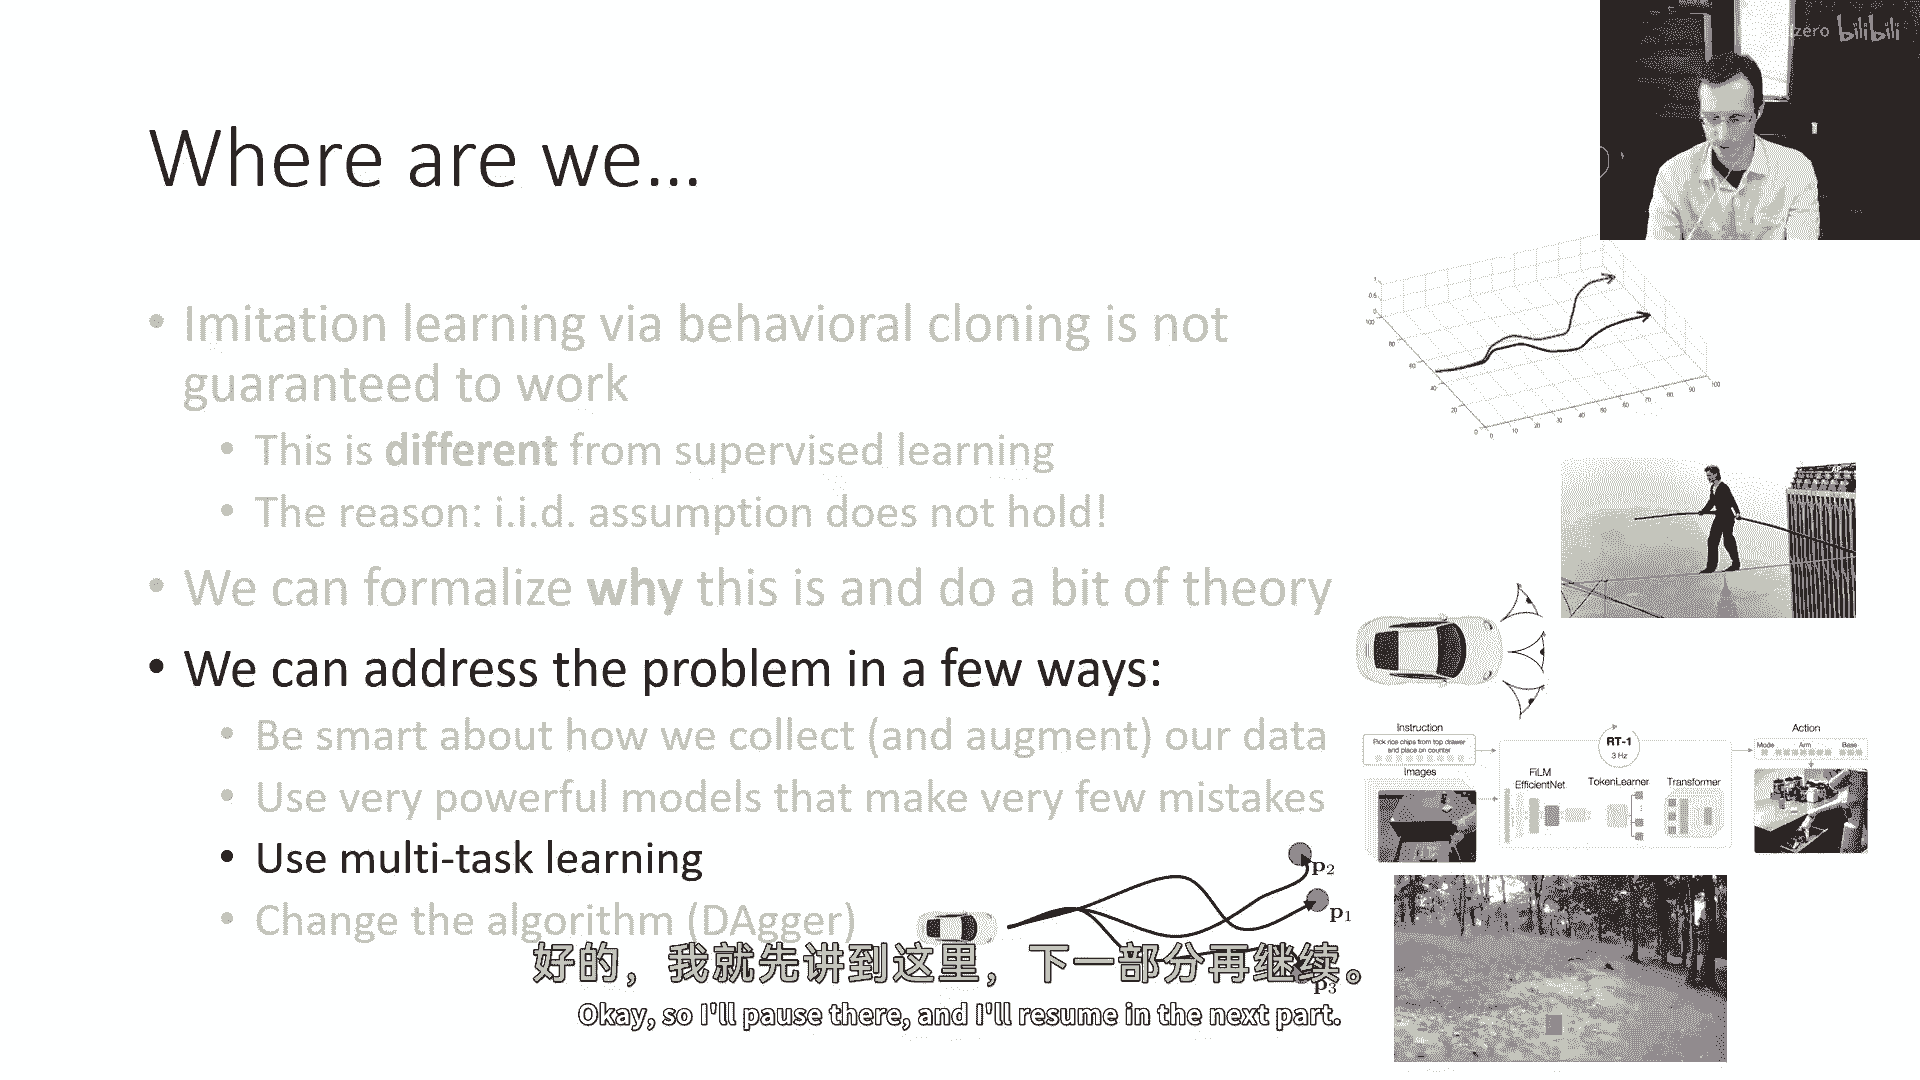 zero bilibili
Where are we...
• Imitation learning via behavioral cloning is not
guaranteed to work
• This is different from supervised learning
• The reason: i.i.d. assumption does not hold!
• We can formalize why this is and do a bit of theory
• We can address the problem in a few ways:
• Be smart about how we collect (and augment) our data
• Use very powerful models that make very few mistakes
• Use multi-task learning
• Change the algorithm (DAgger)
Instruction
Pick rice chips from top drawer
and place on counter
Images
RT-1
3 Hz
FiLM
EfficientNet
TokenLearner
Transformer
Action
Mode Arm Base
p2
p1
p3
好的，我就先讲到这里，下一部分再继续。
Okay, so I'll pause there, and I'll resume in the next part.